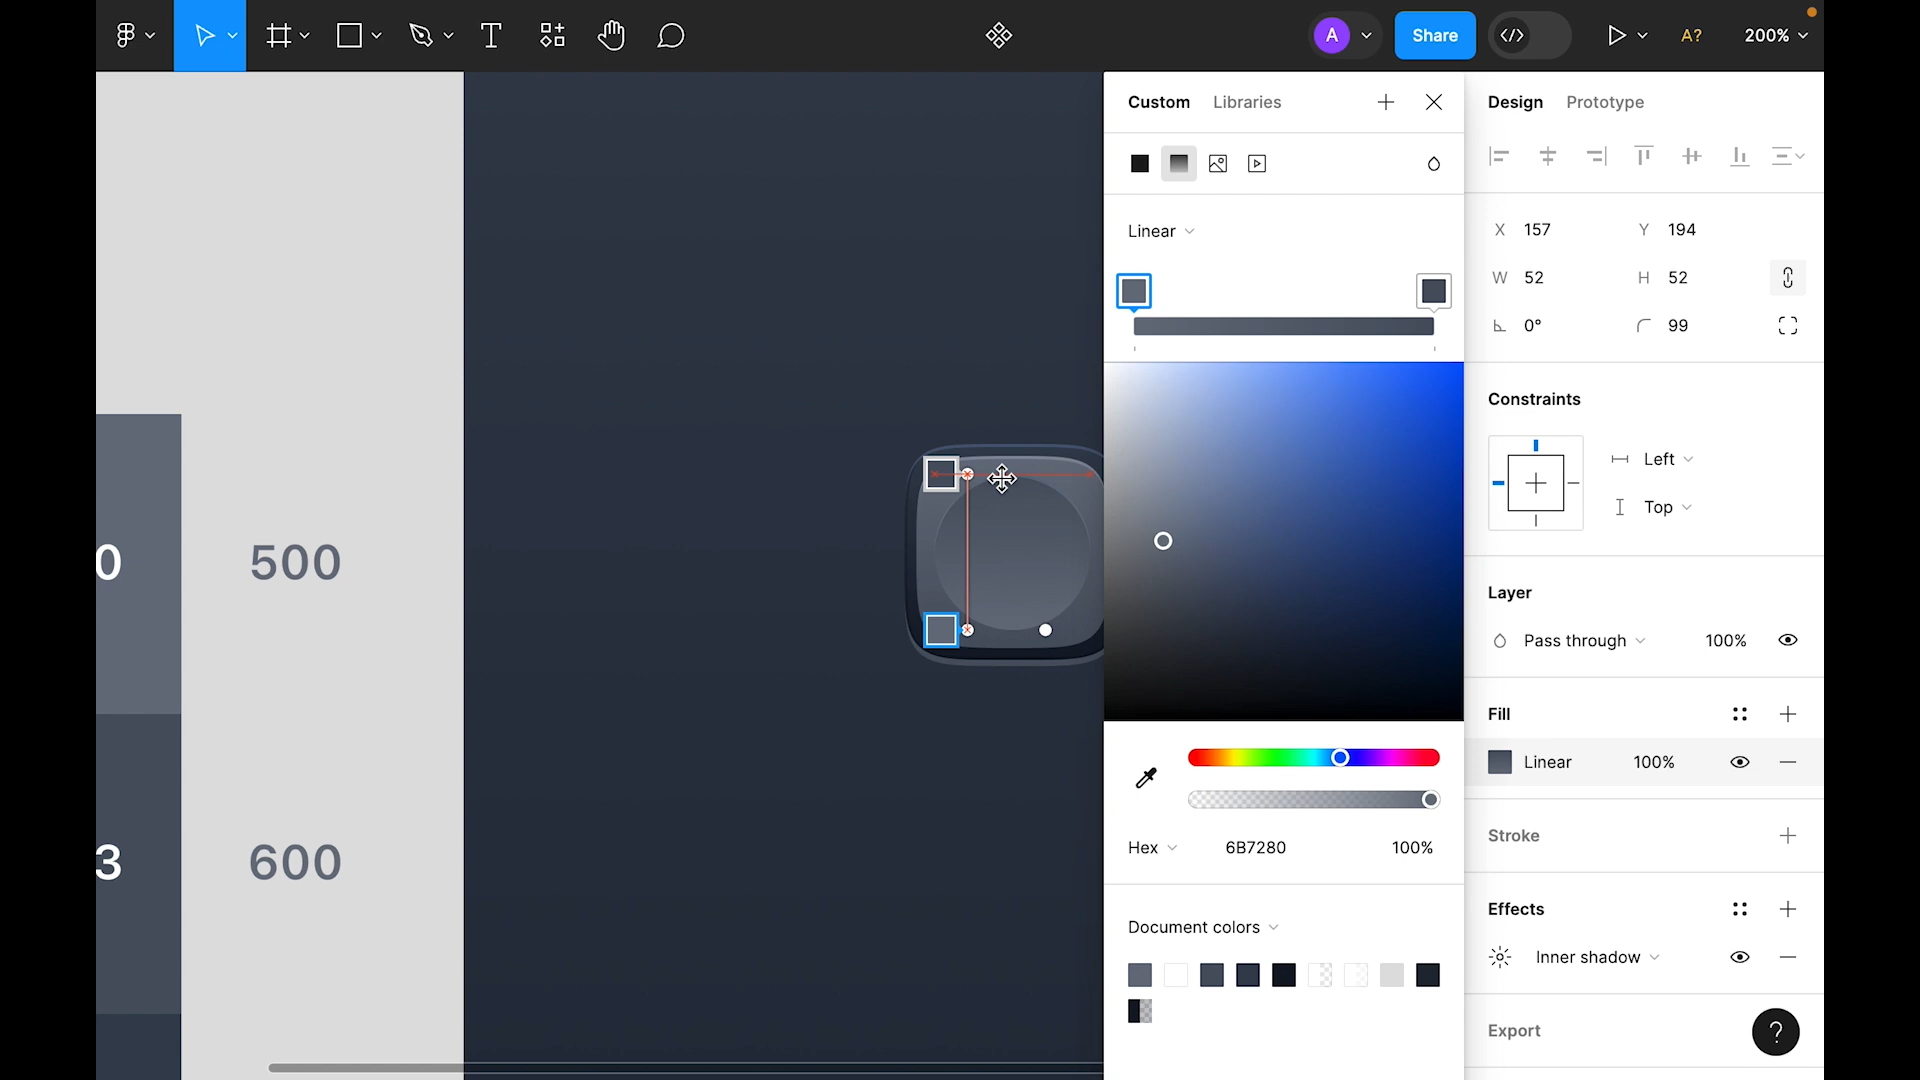 A
Share
A?
200%
Custom
Libraries
Design
Prototype
Linear
X 157
Y 194
W 52
H 52
0°
99
Constraints
Left
Top
Layer
Pass through
100%
Fill
Linear
100%
Stroke
Effects
Inner shadow
Export
?
Hex
6B7280
100%
Document colors
0
500
3
600